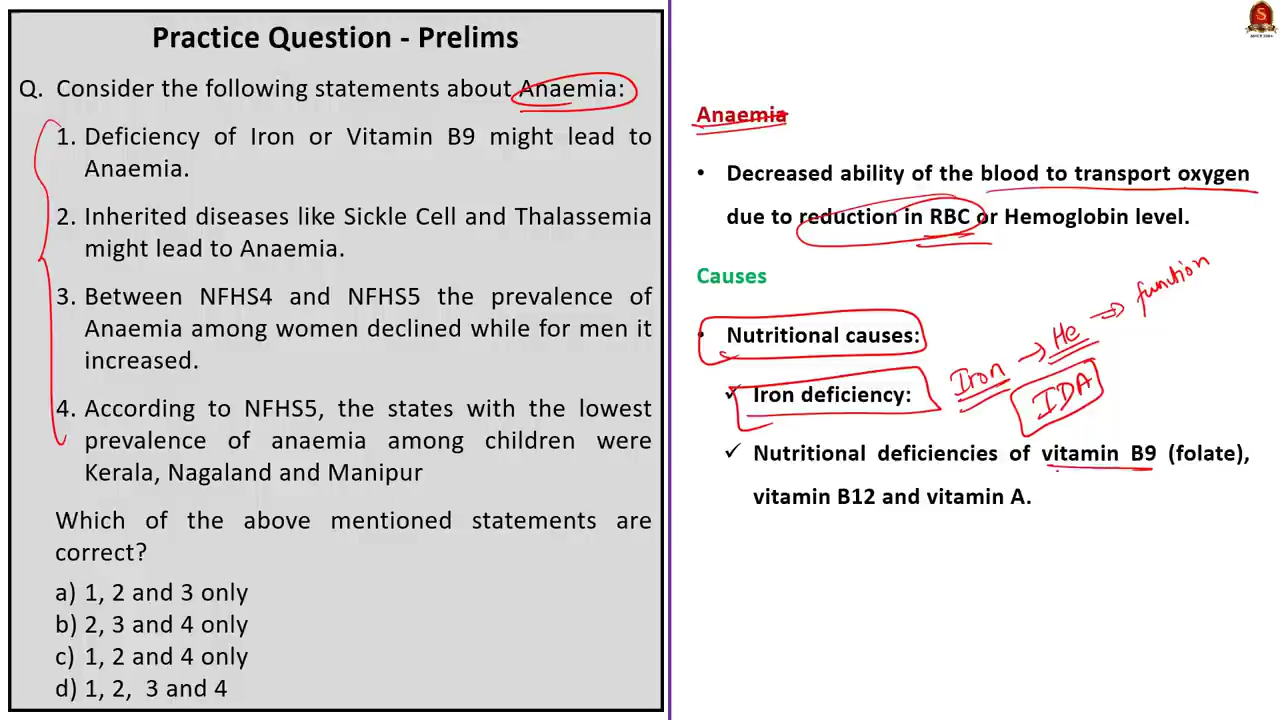 Practice Question - Prelims
Q. Consider the following statements about Anaemia:
1. Deficiency of Iron or Vitamin B9 might lead to
Anaemia.
2. Inherited diseases like Sickle Cell and Thalassemia
might lead to Anaemia.
3. Between NFHS4 and NFHS5 the prevalence of
Anaemia among women declined while for men it
increased.
4. According to NFHS5, the states with the lowest
prevalence of anaemia among children were
Kerala, Nagaland and Manipur
Which of the above mentioned statements are
correct?
a) 1, 2 and 3 only
b) 2, 3 and 4 only
c) 1, 2 and 4 only
d) 1, 2, 3 and 4
S
SINCE 2004
Anaemia
• Decreased ability of the blood to transport oxygen
due to reduction in RBC or Hemoglobin level.
Causes
• Nutritional causes:
✓ Iron deficiency:
Iron → He ⇒ function
IDA
✓ Nutritional deficiencies of vitamin B9 (folate),
vitamin B12 and vitamin A.